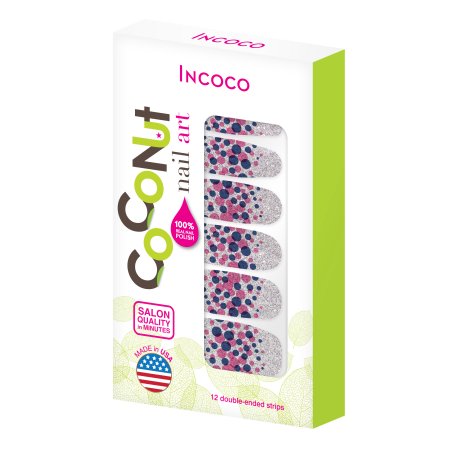 INCOCO
INCOCO
CoCoNut
nail art
100%
REAL NAIL
POLISH
SALON
QUALITY
in MINUTES
MADE in USA
12 double-ended strips